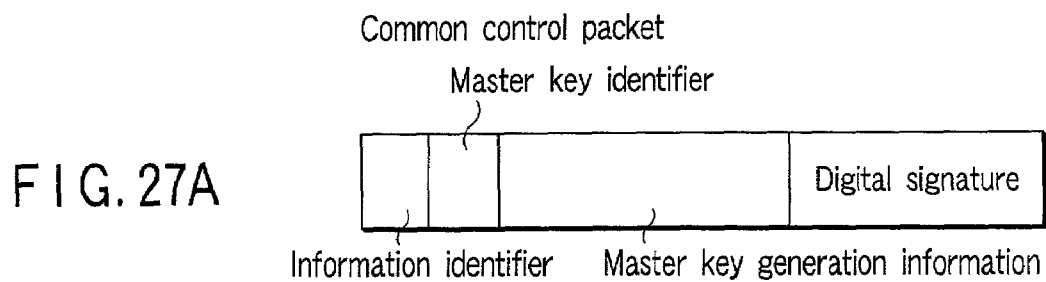 Common control packet
Master key identifier
FIG. 27A
Digital signature
Information identifier
Master key generation information